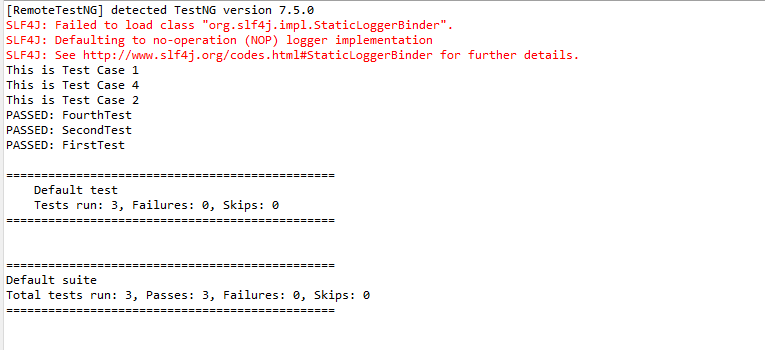 [RemoteTestNG] detected TestNG version 7.5.0
SLF4J: Failed to load class "org.slf4j.impl.StaticLoggerBinder".
SLF4J: Defaulting to no-operation (NOP) logger implementation
SLF4J: See http://www.slf4j.org/codes.html#StaticLoggerBinder for further details.
This is Test Case 1
This is Test Case 4
This is Test Case 2
PASSED: FourthTest
PASSED: SecondTest
PASSED: FirstTest
===============================================
Default test
Tests run: 3, Failures: 0, Skips: 0
===============================================
===============================================
Default suite
Total tests run: 3, Passes: 3, Failures: 0, Skips: 0
===============================================